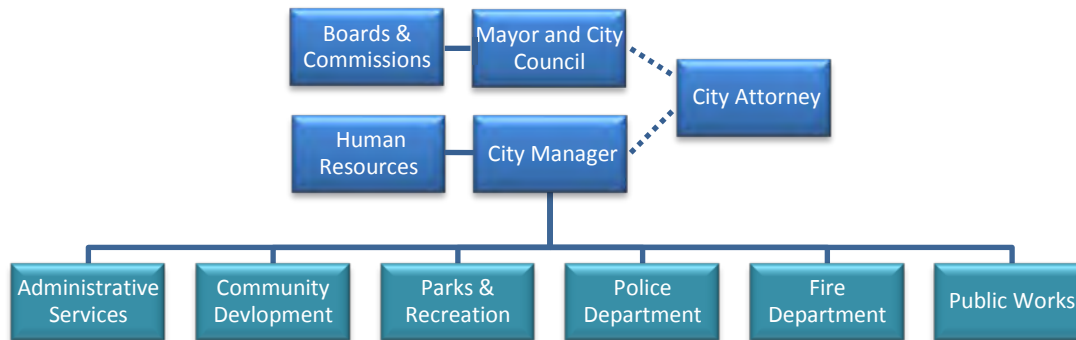 Boards &
Commissions
Mayor and City
Council
City Attorney
Human
Resources
City Manager
Administrative
Services
Community
Devlopment
Parks &
Recreation
Police
Department
Fire
Department
Public Works